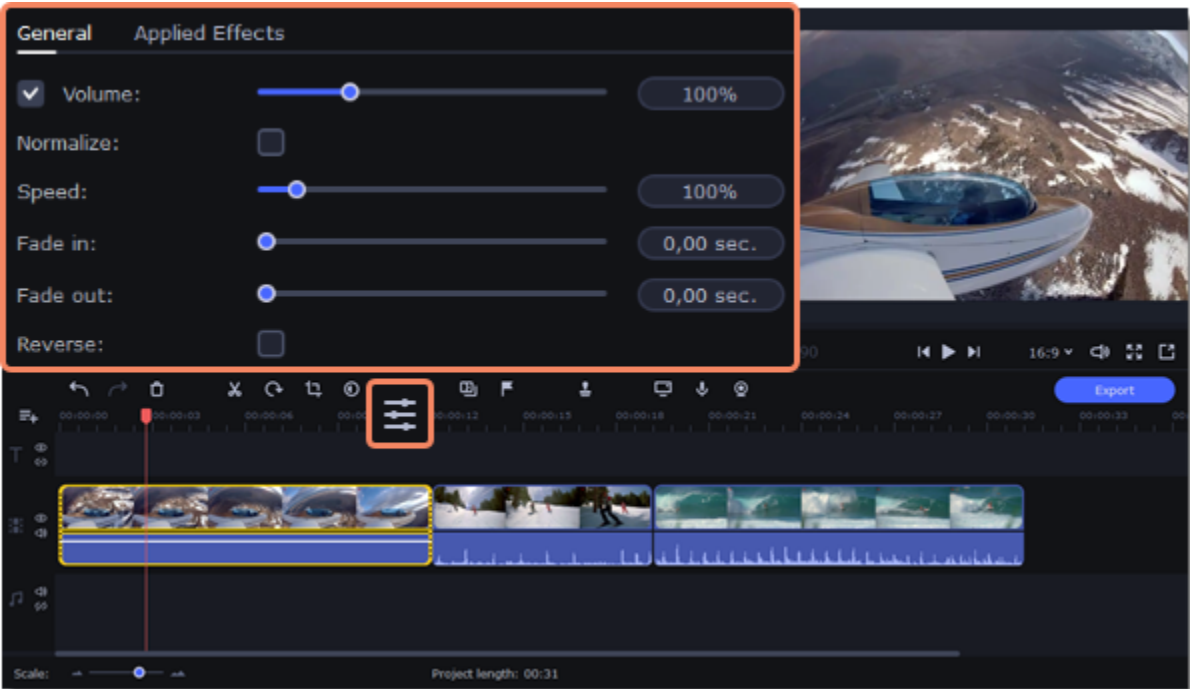 General Applied Effects
Volume: 100%
Normalize:
Speed: 100%
Fade in: 0,00 sec.
Fade out: 0,00 sec.
Reverse:
90 16:9
Export
00:00:00 00:00:03 00:00:06 00:00:12 00:00:15 00:00:18 00:00:21 00:00:24 00:00:27 00:00:30 00:00:33
T
Scale: Project length: 00:31